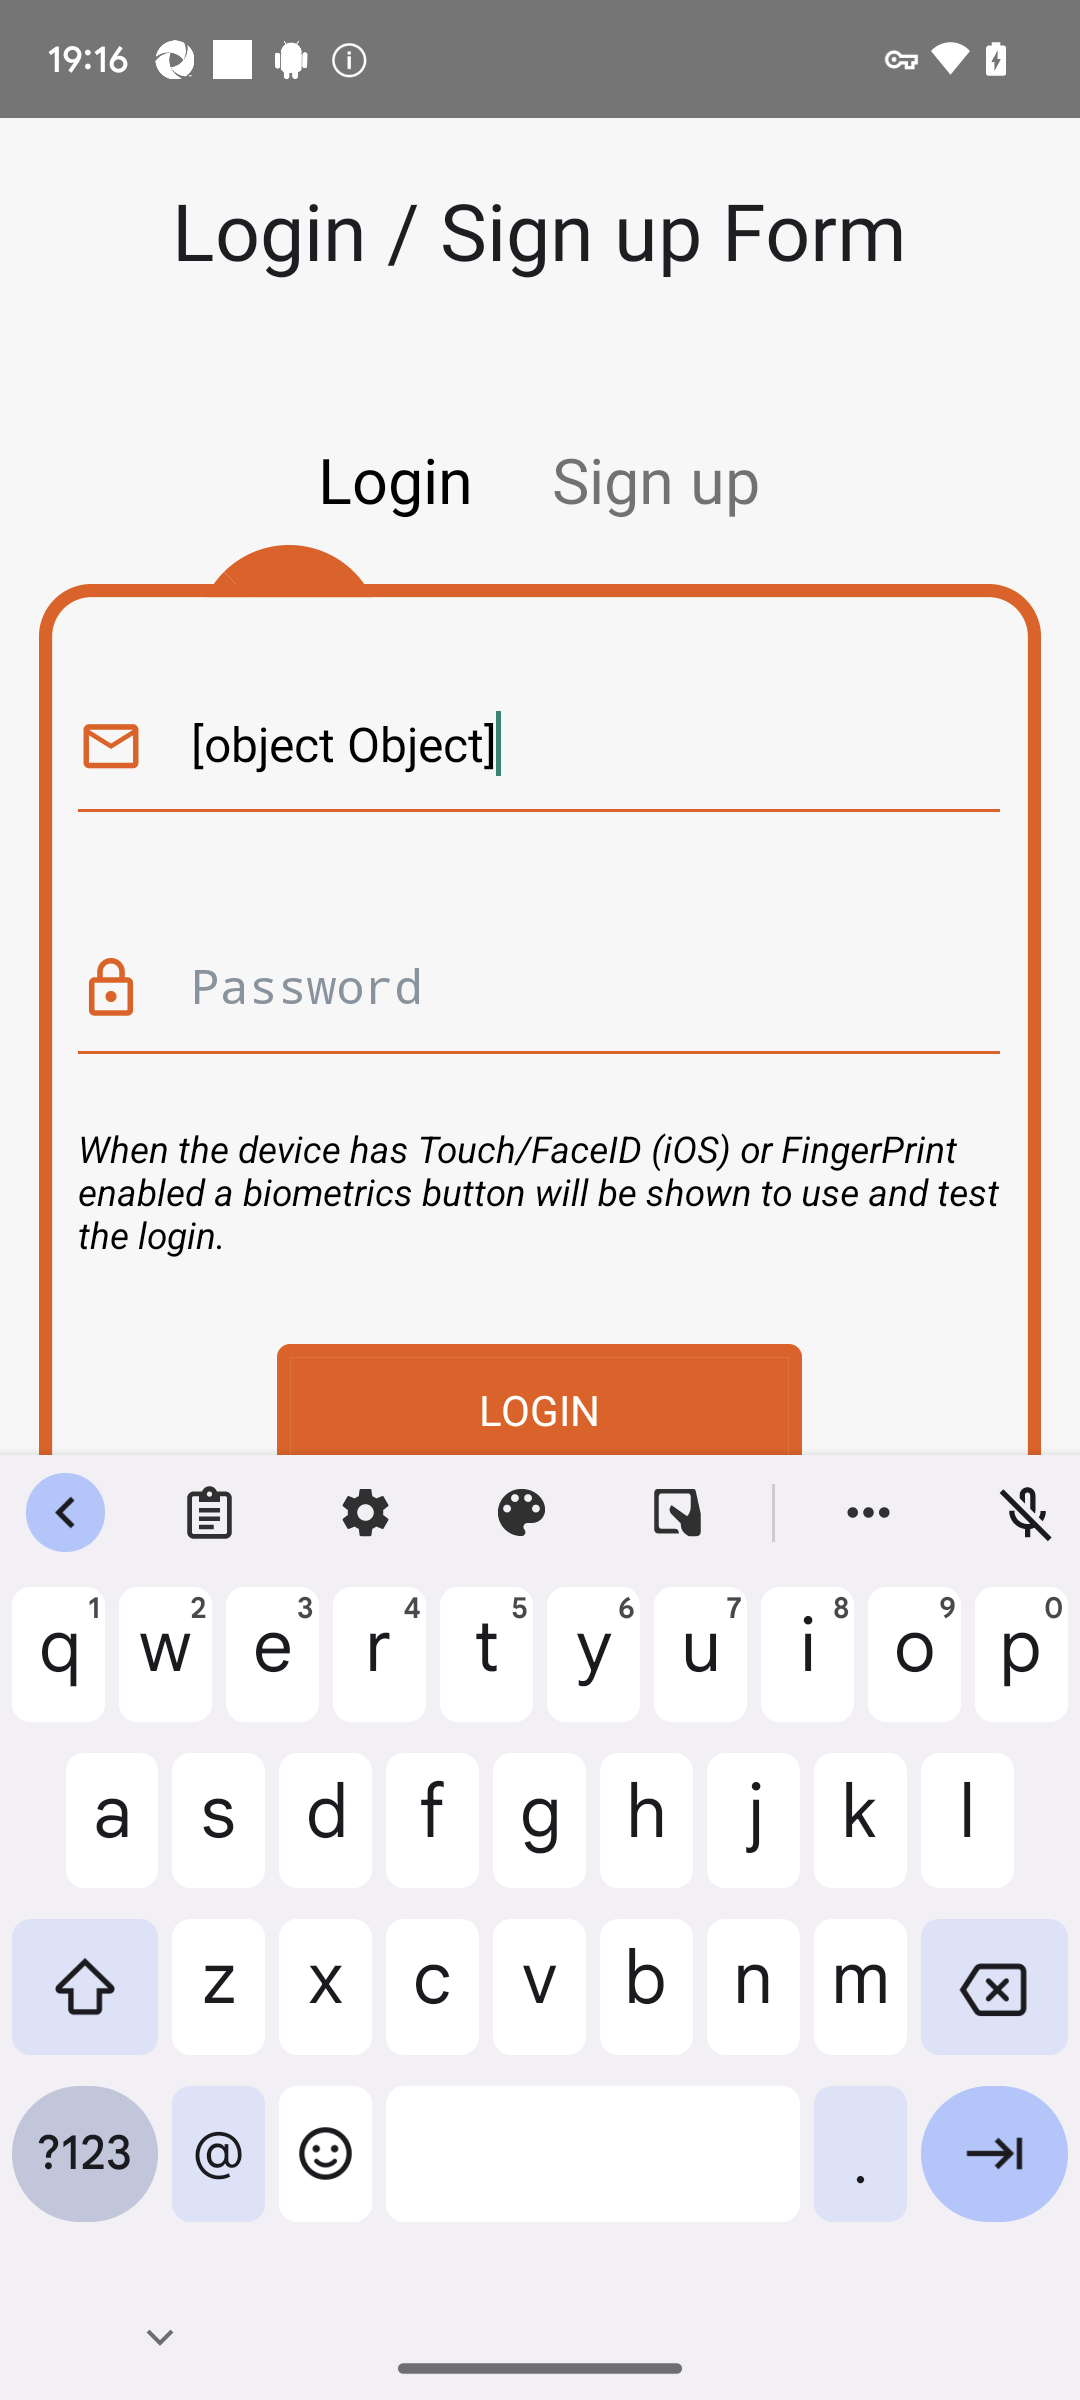 19:16
Login / Sign up Form
Login Sign up
[object Object]
Password
When the device has Touch/FaceID (iOS) or FingerPrint
enabled a biometrics button will be shown to use and test
the login.
LOGIN
1 2 3 4 5 6 7 8 9 0
q w e r t y u i o p
a s d f g h j k l
z x c v b n m
?123 @ .